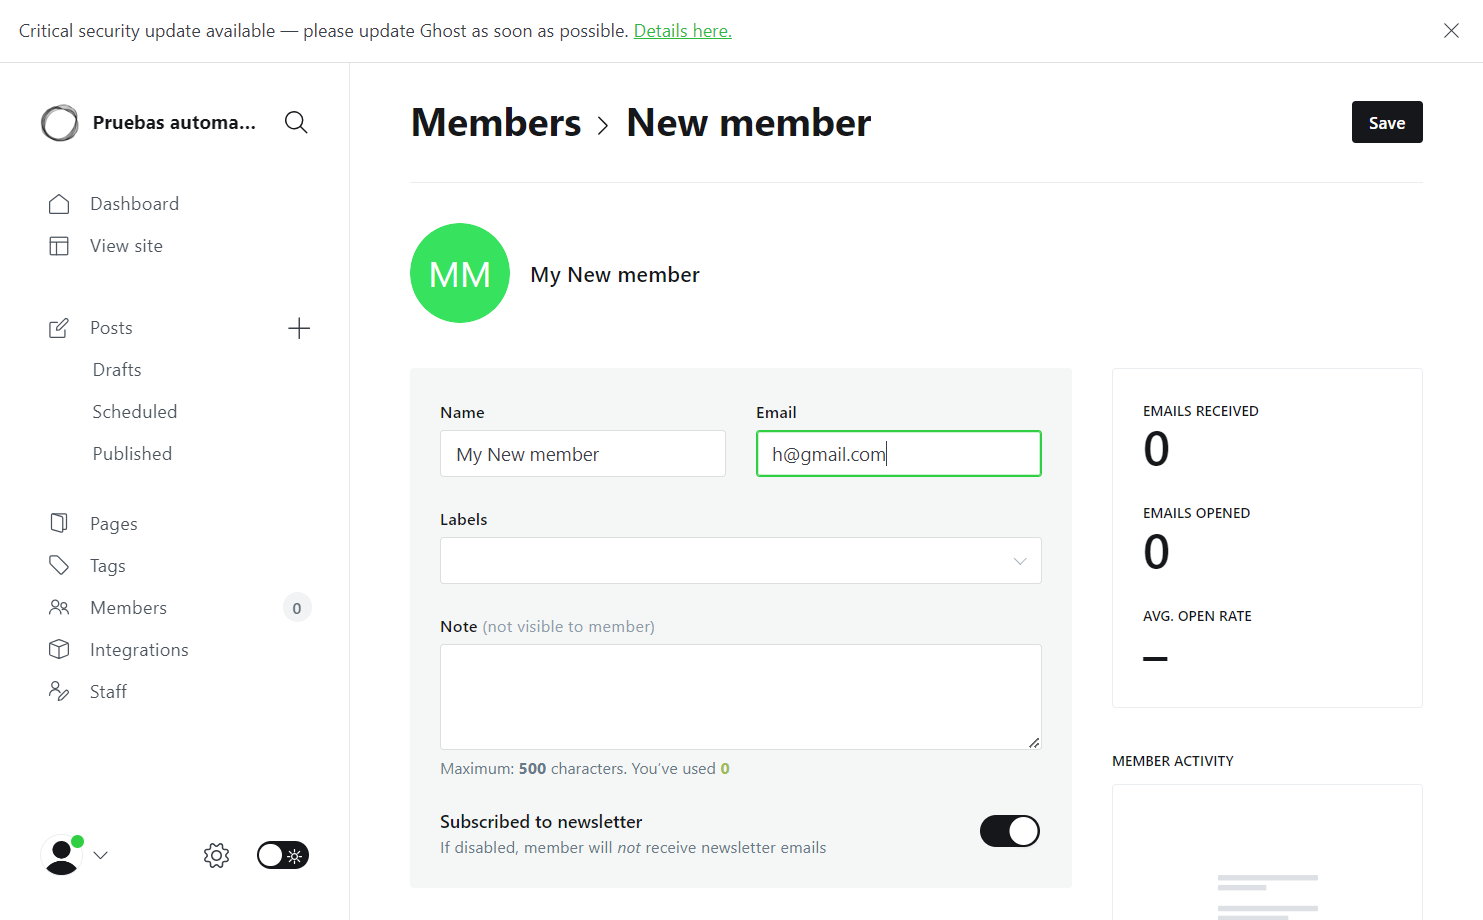 Critical security update available — please update Ghost as soon as possible. Details here.
Pruebas automa...
Dashboard
View site
Posts
Drafts
Scheduled
Published
Pages
Tags
Members 0
Integrations
Staff
Members > New member
Save
MM
My New member
Name
My New member
Email
h@gmail.com
Labels
Note (not visible to member)
Maximum: 500 characters. You’ve used 0
Subscribed to newsletter
If disabled, member will not receive newsletter emails
EMAILS RECEIVED
0
EMAILS OPENED
0
AVG. OPEN RATE
–
MEMBER ACTIVITY